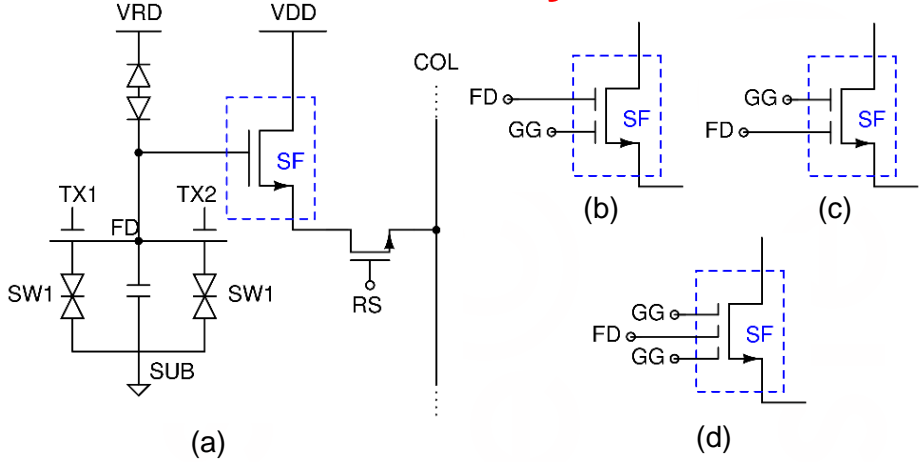 VRD
VDD
COL
SF
TX1
TX2
FD
SW1
SW1
RS
SUB
(a)
FD
GG
SF
(b)
GG
FD
SF
(c)
GG
FD
GG
SF
(d)